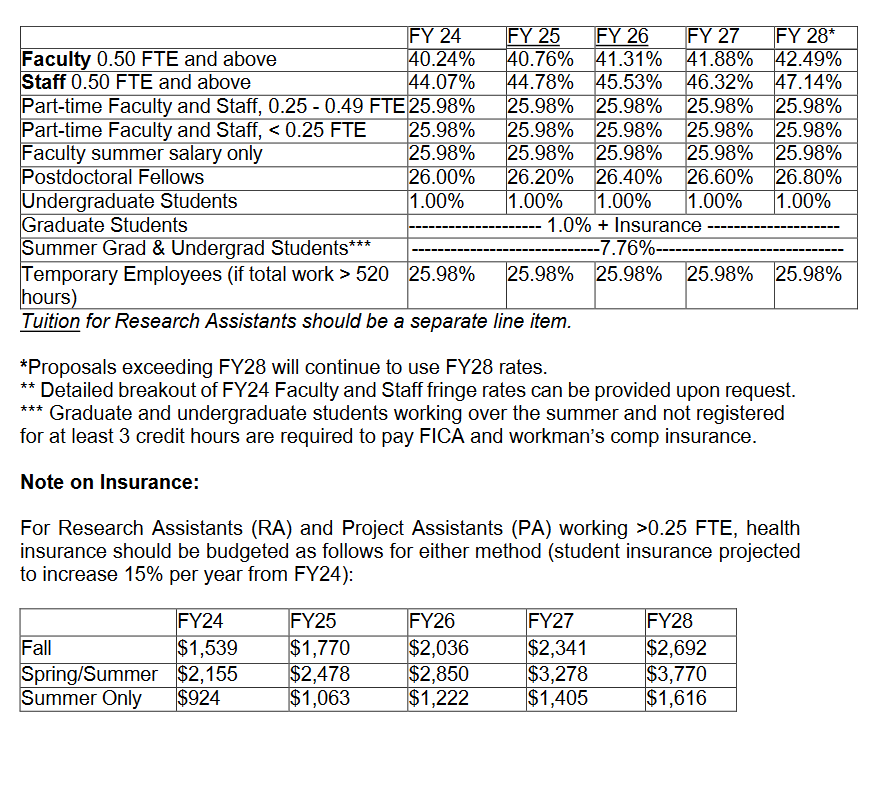 FY 24 FY 25 FY 26 FY 27 FY 28*
Faculty 0.50 FTE and above 40.24% 40.76% 41.31% 41.88% 42.49%
Staff 0.50 FTE and above 44.07% 44.78% 45.53% 46.32% 47.14%
Part-time Faculty and Staff, 0.25 - 0.49 FTE 25.98% 25.98% 25.98% 25.98% 25.98%
Part-time Faculty and Staff, < 0.25 FTE 25.98% 25.98% 25.98% 25.98% 25.98%
Faculty summer salary only 25.98% 25.98% 25.98% 25.98% 25.98%
Postdoctoral Fellows 26.00% 26.20% 26.40% 26.60% 26.80%
Undergraduate Students 1.00% 1.00% 1.00% 1.00% 1.00%
Graduate Students -------------------- 1.0% + Insurance --------------------
Summer Grad & Undergrad Students*** ----------------------------7.76%----------------------------
Temporary Employees (if total work > 520 25.98% 25.98% 25.98% 25.98% 25.98%
hours)
Tuition for Research Assistants should be a separate line item.
*Proposals exceeding FY28 will continue to use FY28 rates.
** Detailed breakout of FY24 Faculty and Staff fringe rates can be provided upon request.
*** Graduate and undergraduate students working over the summer and not registered
for at least 3 credit hours are required to pay FICA and workman's comp insurance.
Note on Insurance:
For Research Assistants (RA) and Project Assistants (PA) working >0.25 FTE, health
insurance should be budgeted as follows for either method (student insurance projected
to increase 15% per year from FY24):
FY24 FY25 FY26 FY27 FY28
Fall $1,539 $1,770 $2,036 $2,341 $2,692
Spring/Summer $2,155 $2,478 $2,850 $3,278 $3,770
Summer Only $924 $1,063 $1,222 $1,405 $1,616